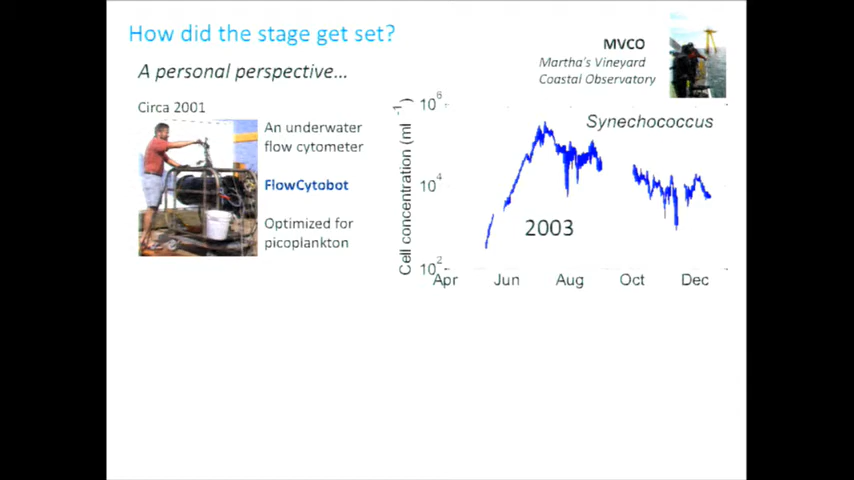 How did the stage get set?
A personal perspective...
MVCO
Martha's Vineyard
Coastal Observatory
Circa 2001
An underwater
flow cytometer
FlowCytobot
Optimized for
picoplankton
Cell concentration (ml⁻¹)
10⁶
10⁴
10²
Synechococcus
2003
Apr Jun Aug Oct Dec